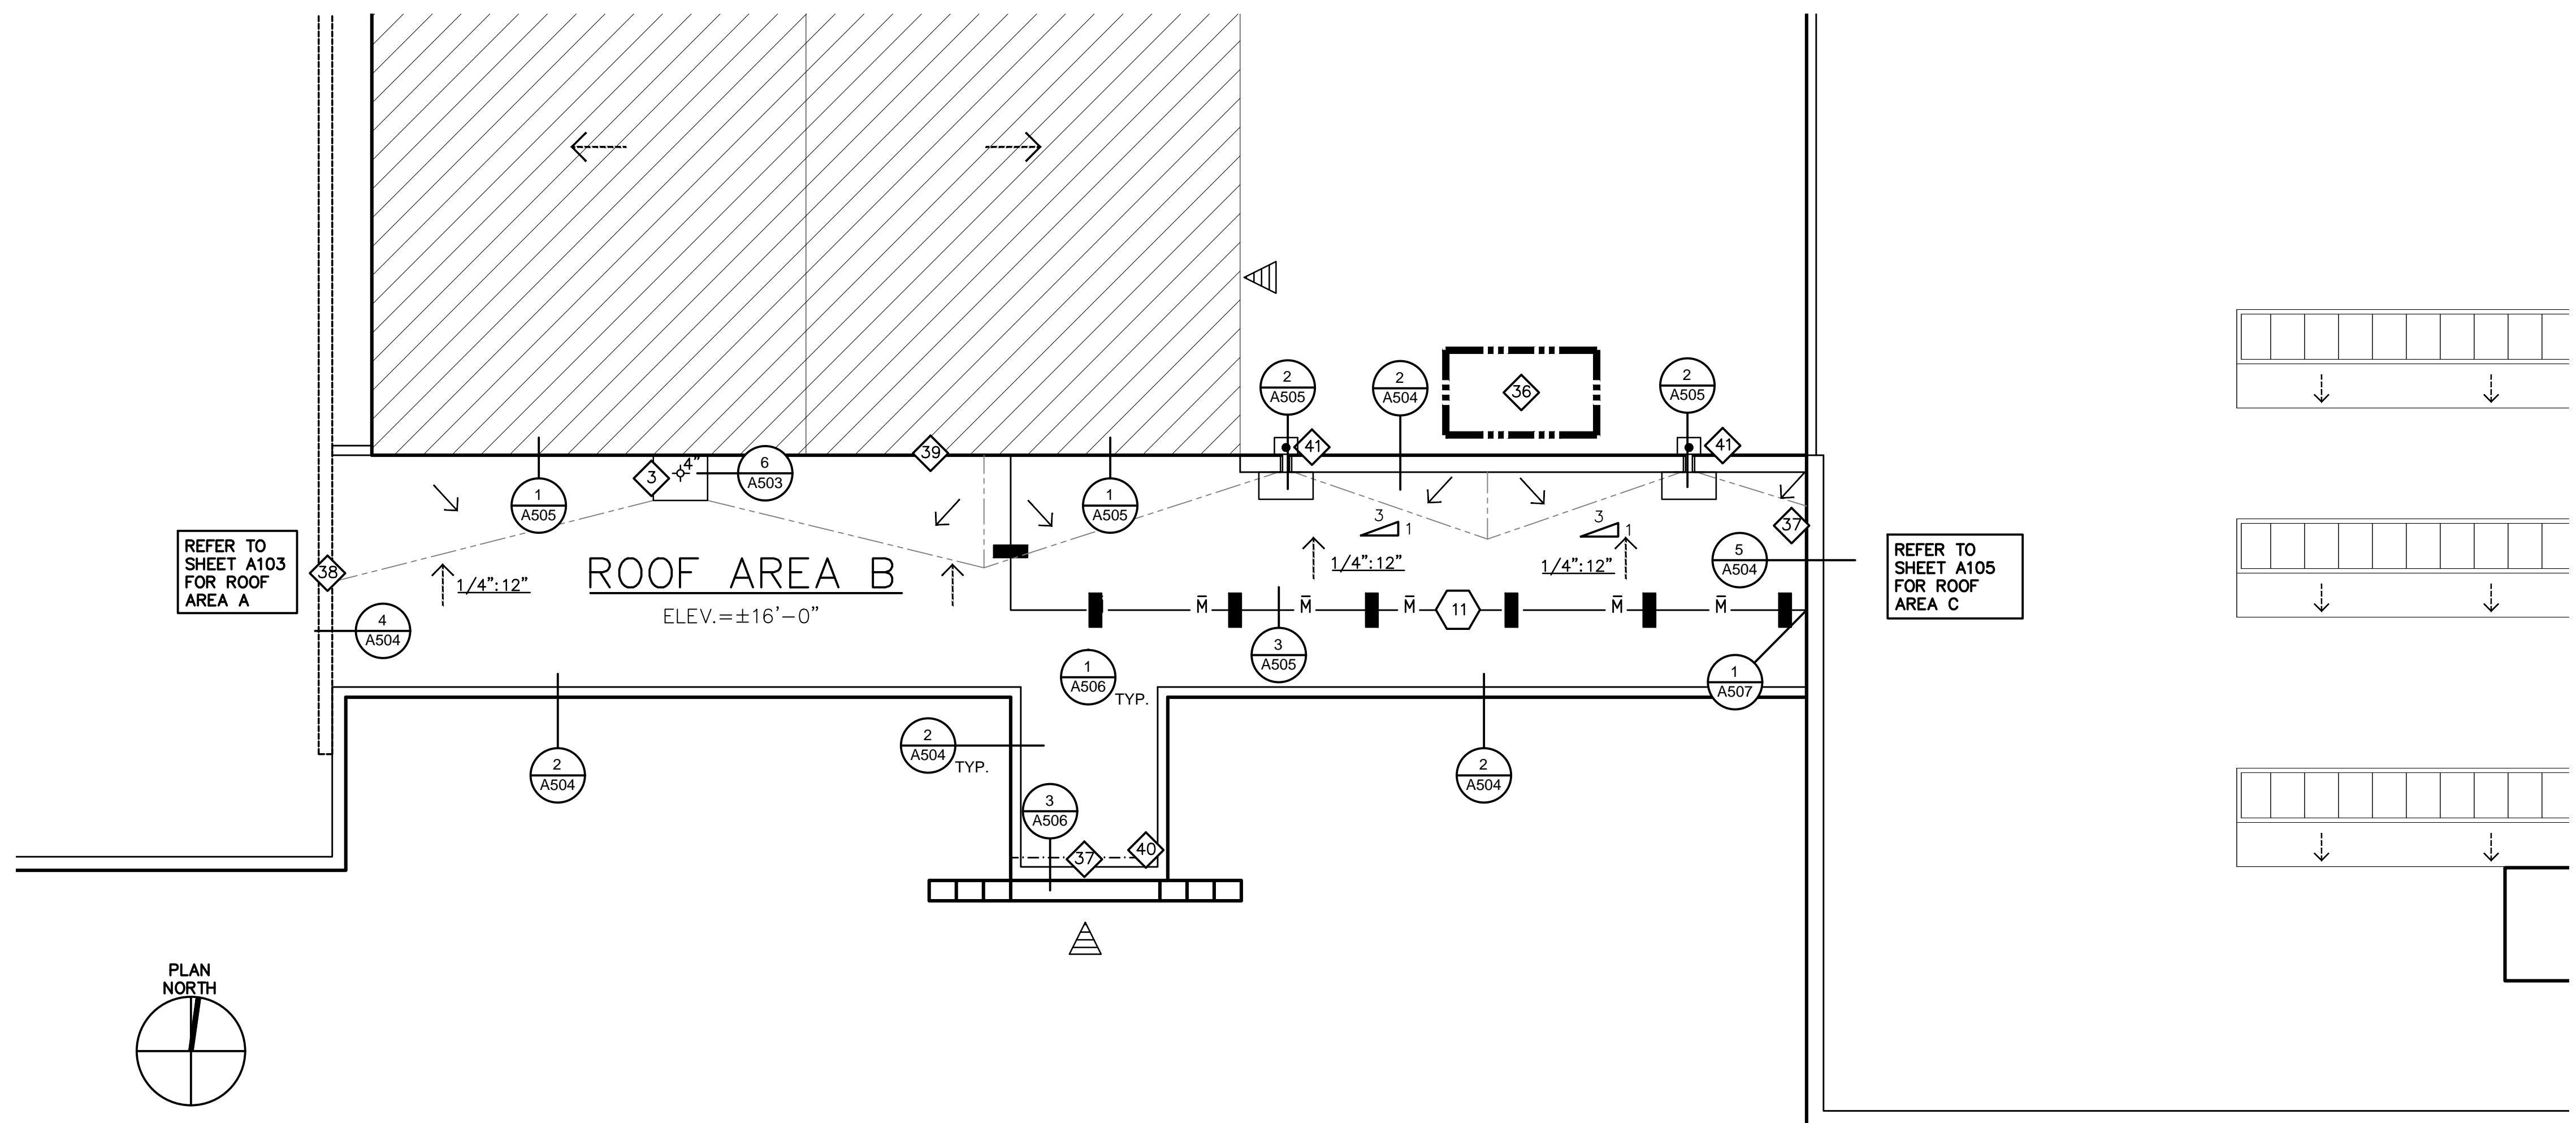 2
A505
2
A504
36
2
A505
39
41
41
3
4"
6
A503
1
A505
1
A505
3
1
3
1
37
REFER TO
SHEET A103
FOR ROOF
AREA A
38
1/4":12"
ROOF AREA B
ELEV.=±16'-0"
1/4":12"
1/4":12"
5
A504
REFER TO
SHEET A105
FOR ROOF
AREA C
4
A504
M
M
M
11
M
M
3
A505
1
A506
TYP.
1
A507
2
A504
TYP.
2
A504
2
A504
3
A506
37
40
PLAN
NORTH